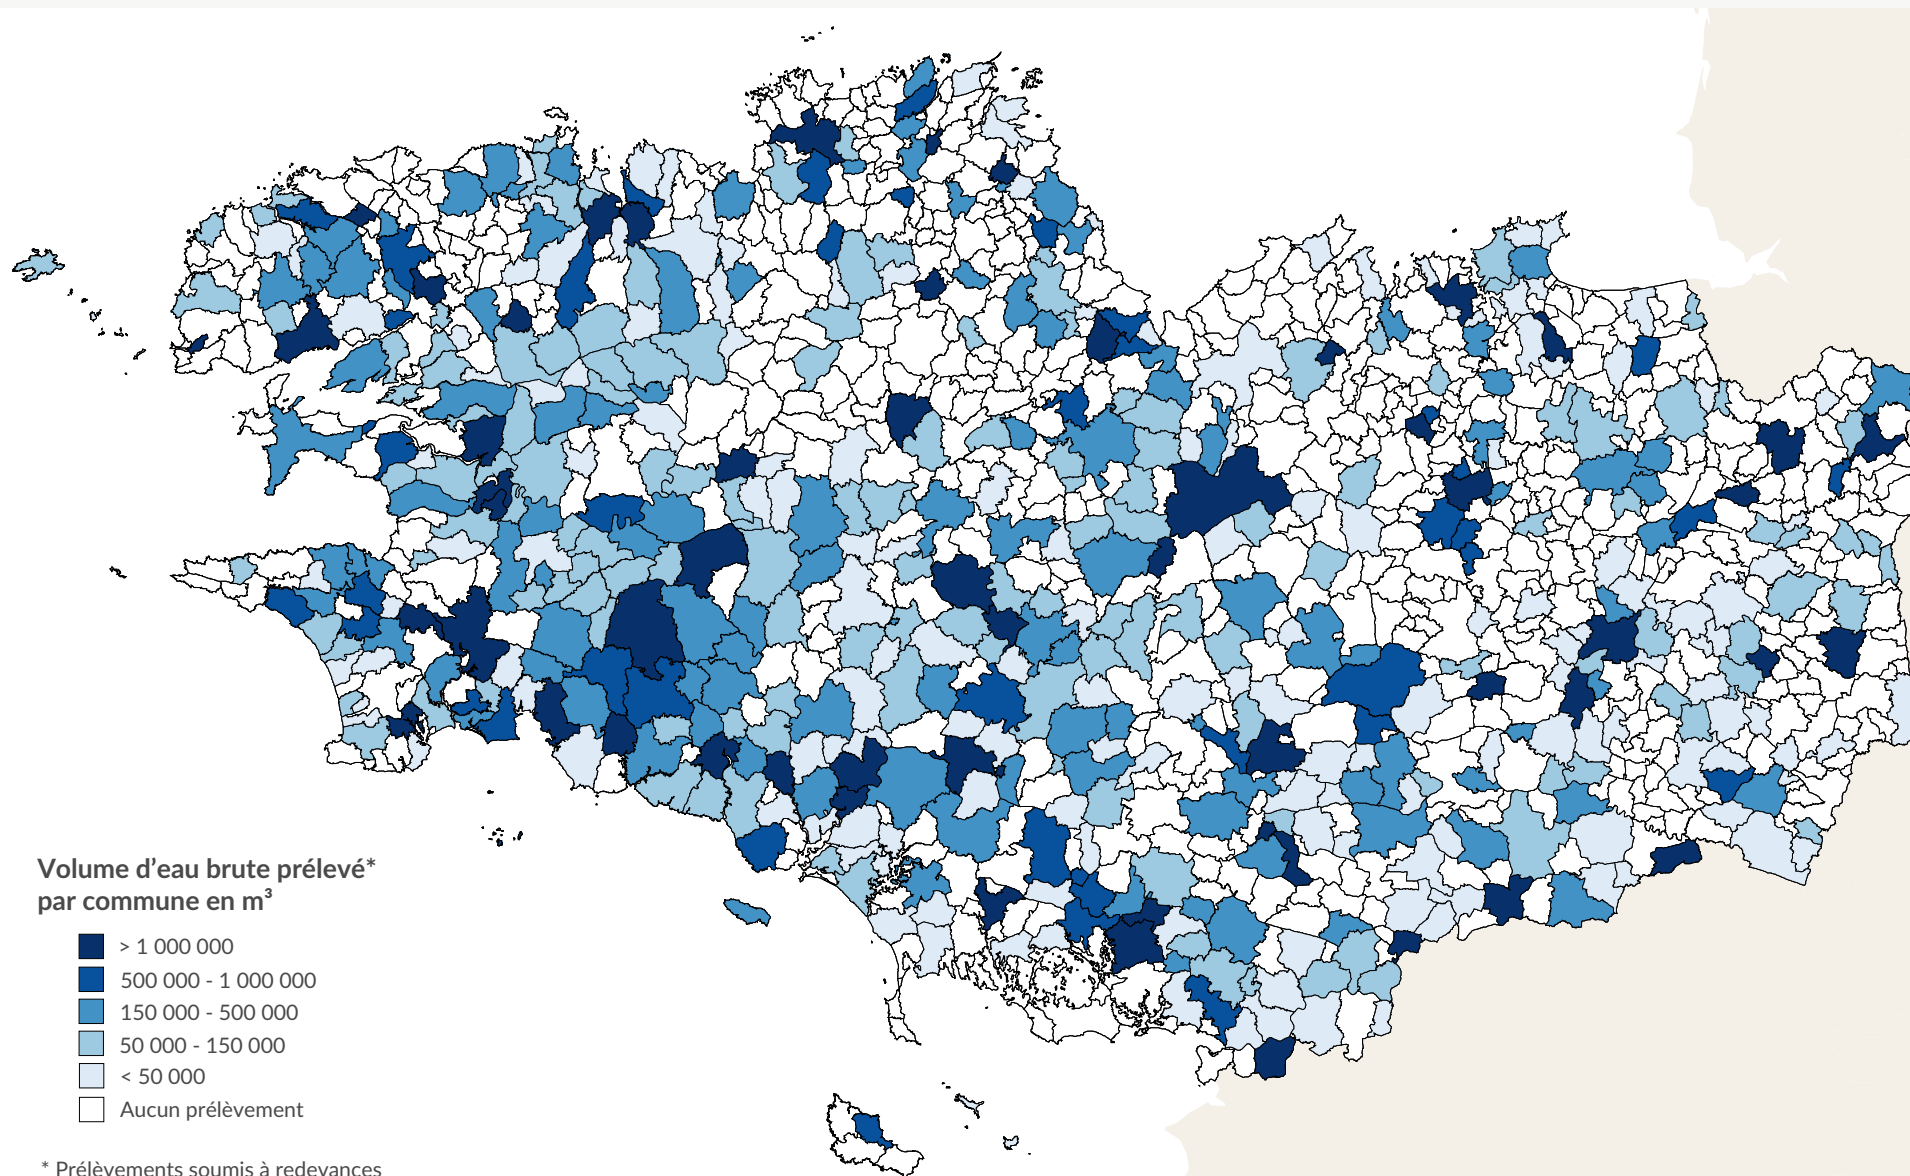 Volume d’eau brute prélevé*
par commune en m³
> 1 000 000
500 000 - 1 000 000
150 000 - 500 000
50 000 - 150 000
< 50 000
Aucun prélèvement
* Prélèvements soumis à redevances